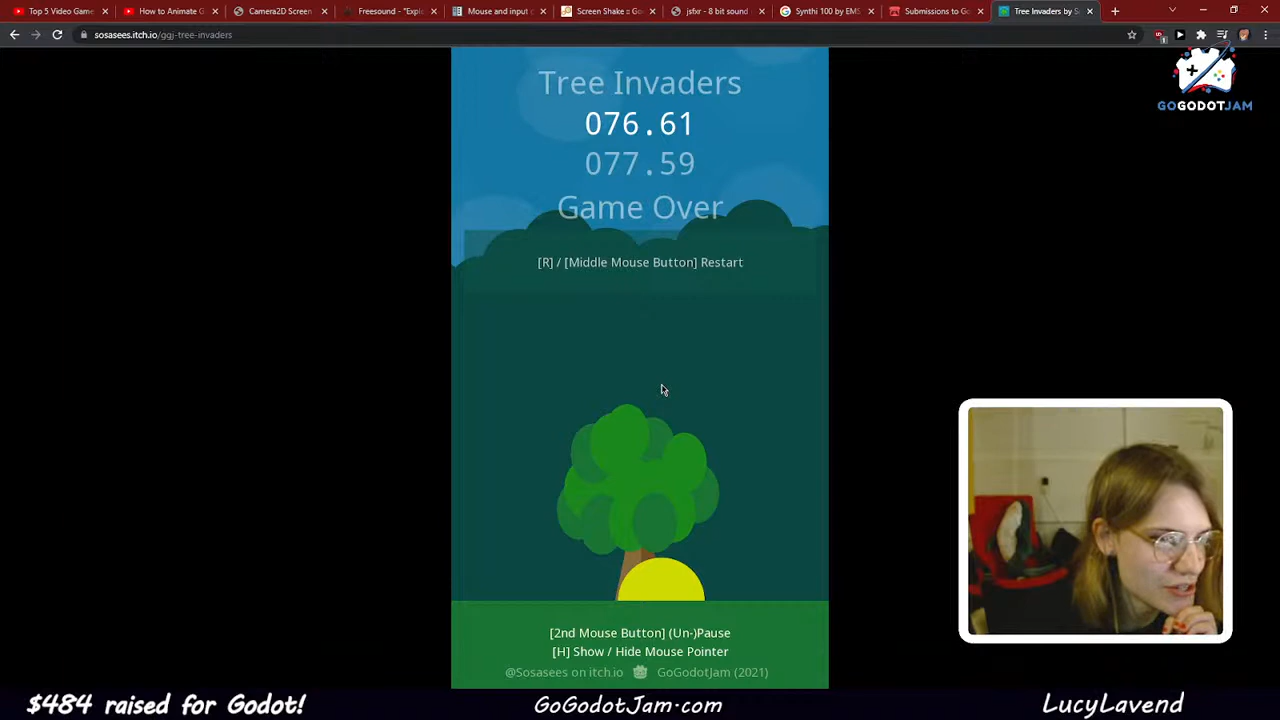 Top 5 Video Game
How to Animate G
Camera2D Screen
Freesound - "Explo
Mouse and input c
Screen Shake :: Go
jsfxr - 8 bit sound
Synthi 100 by EMS
Submissions to Go
Tree Invaders by S
sosasees.itch.io/ggj-tree-invaders
GOGODOTJAM
Tree Invaders
076.61
077.59
Game Over
[R] / [Middle Mouse Button] Restart
[2nd Mouse Button] (Un-)Pause
[H] Show / Hide Mouse Pointer
@Sosasees on itch.io GoGodotJam (2021)
$484 raised for Godot! GoGodotJam.com LucyLavend